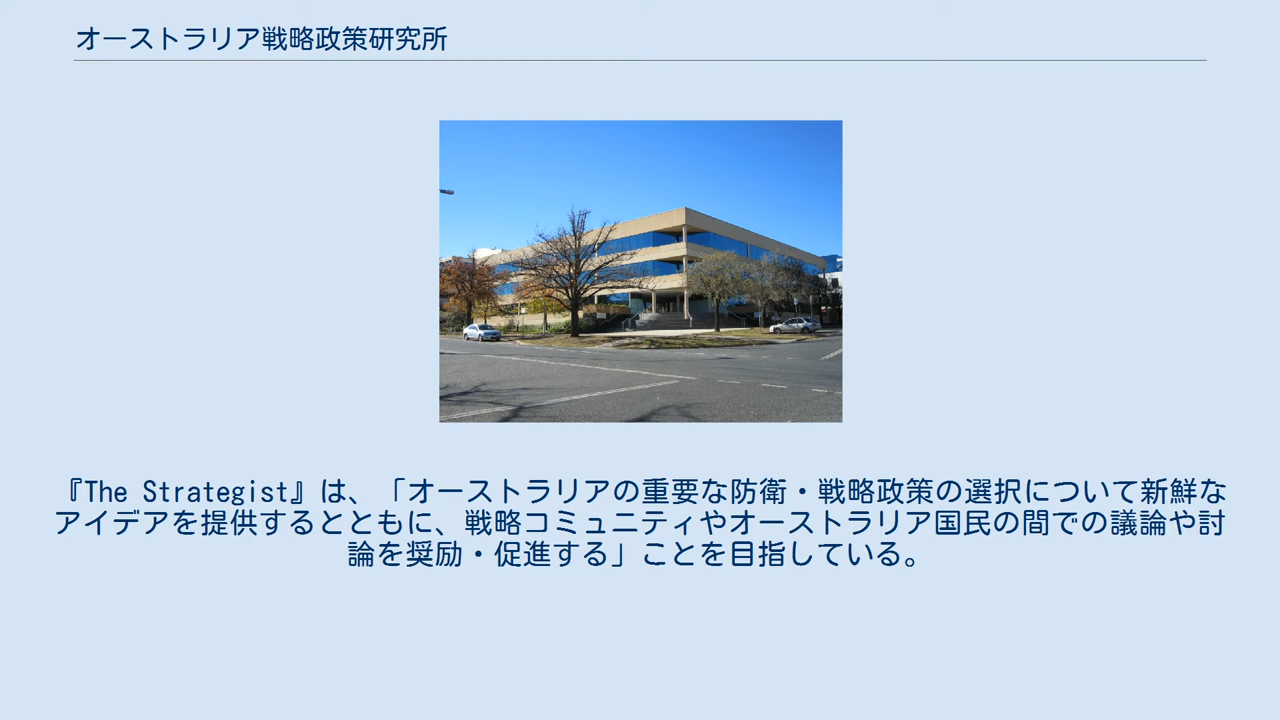 オーストラリア戦略政策研究所
『The Strategist』は、「オーストラリアの重要な防衛・戦略政策の選択について新鮮な
アイデアを提供するとともに、戦略コミュニティやオーストラリア国民の間での議論や討
論を奨励・促進する」ことを目指している。